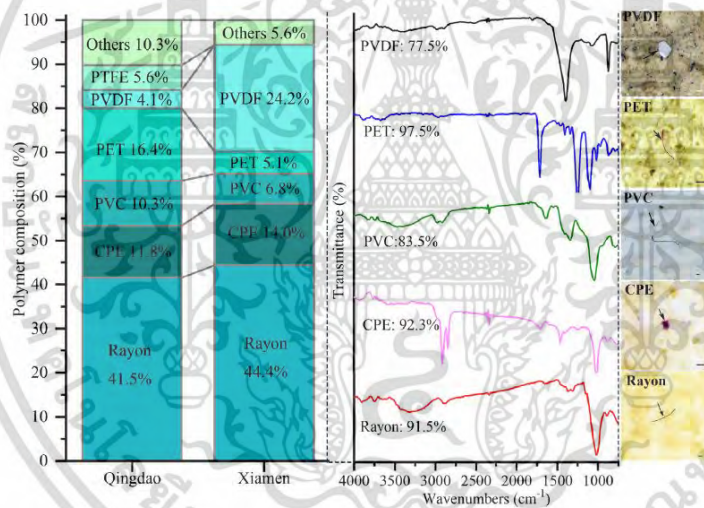 Polymer composition (%)
100
90
80
70
60
50
40
30
20
10
0
Others 10.3%
PTFE 5.6%
PVDF 4.1%
PET 16.4%
PVC 10.3%
CPE 11.8%
Rayon
41.5%
Qingdao
Others 5.6%
PVDF 24.2%
PET 5.1%
PVC 6.8%
CPE 14.0%
Rayon
44.4%
Xiamen
Transmittance (%)
PVDF: 77.5%
PET: 97.5%
PVC:83.5%
CPE: 92.3%
Rayon: 91.5%
4000 3500 3000 2500 2000 1500 1000
Wavenumbers (cm⁻¹)
PVDF
PET
PVC
CPE
Rayon